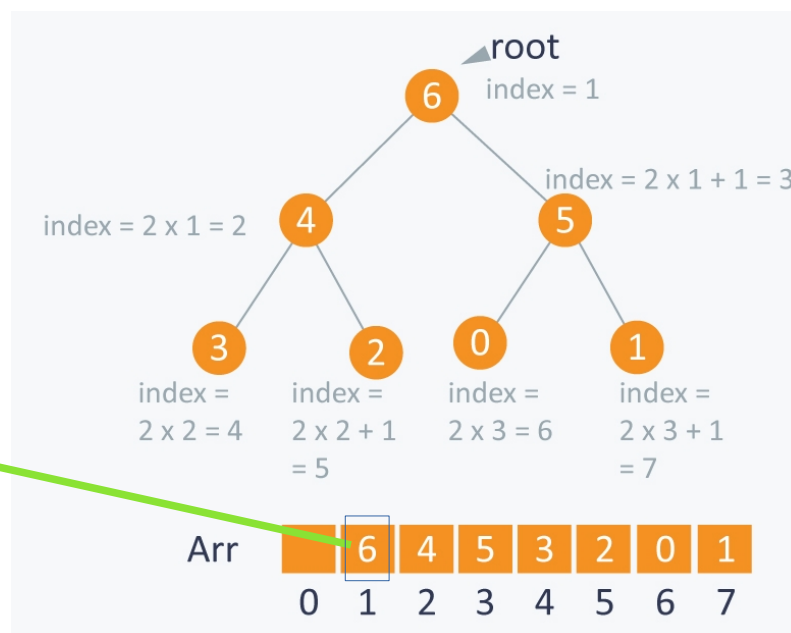 root
6
index = 1
index = 2 x 1 + 1 = 3
index = 2 x 1 = 2
4
5
3
2
0
1
index =
2 x 2 = 4
index =
2 x 2 + 1
= 5
index =
2 x 3 = 6
index =
2 x 3 + 1
= 7
Arr 6 4 5 3 2 0 1
0 1 2 3 4 5 6 7